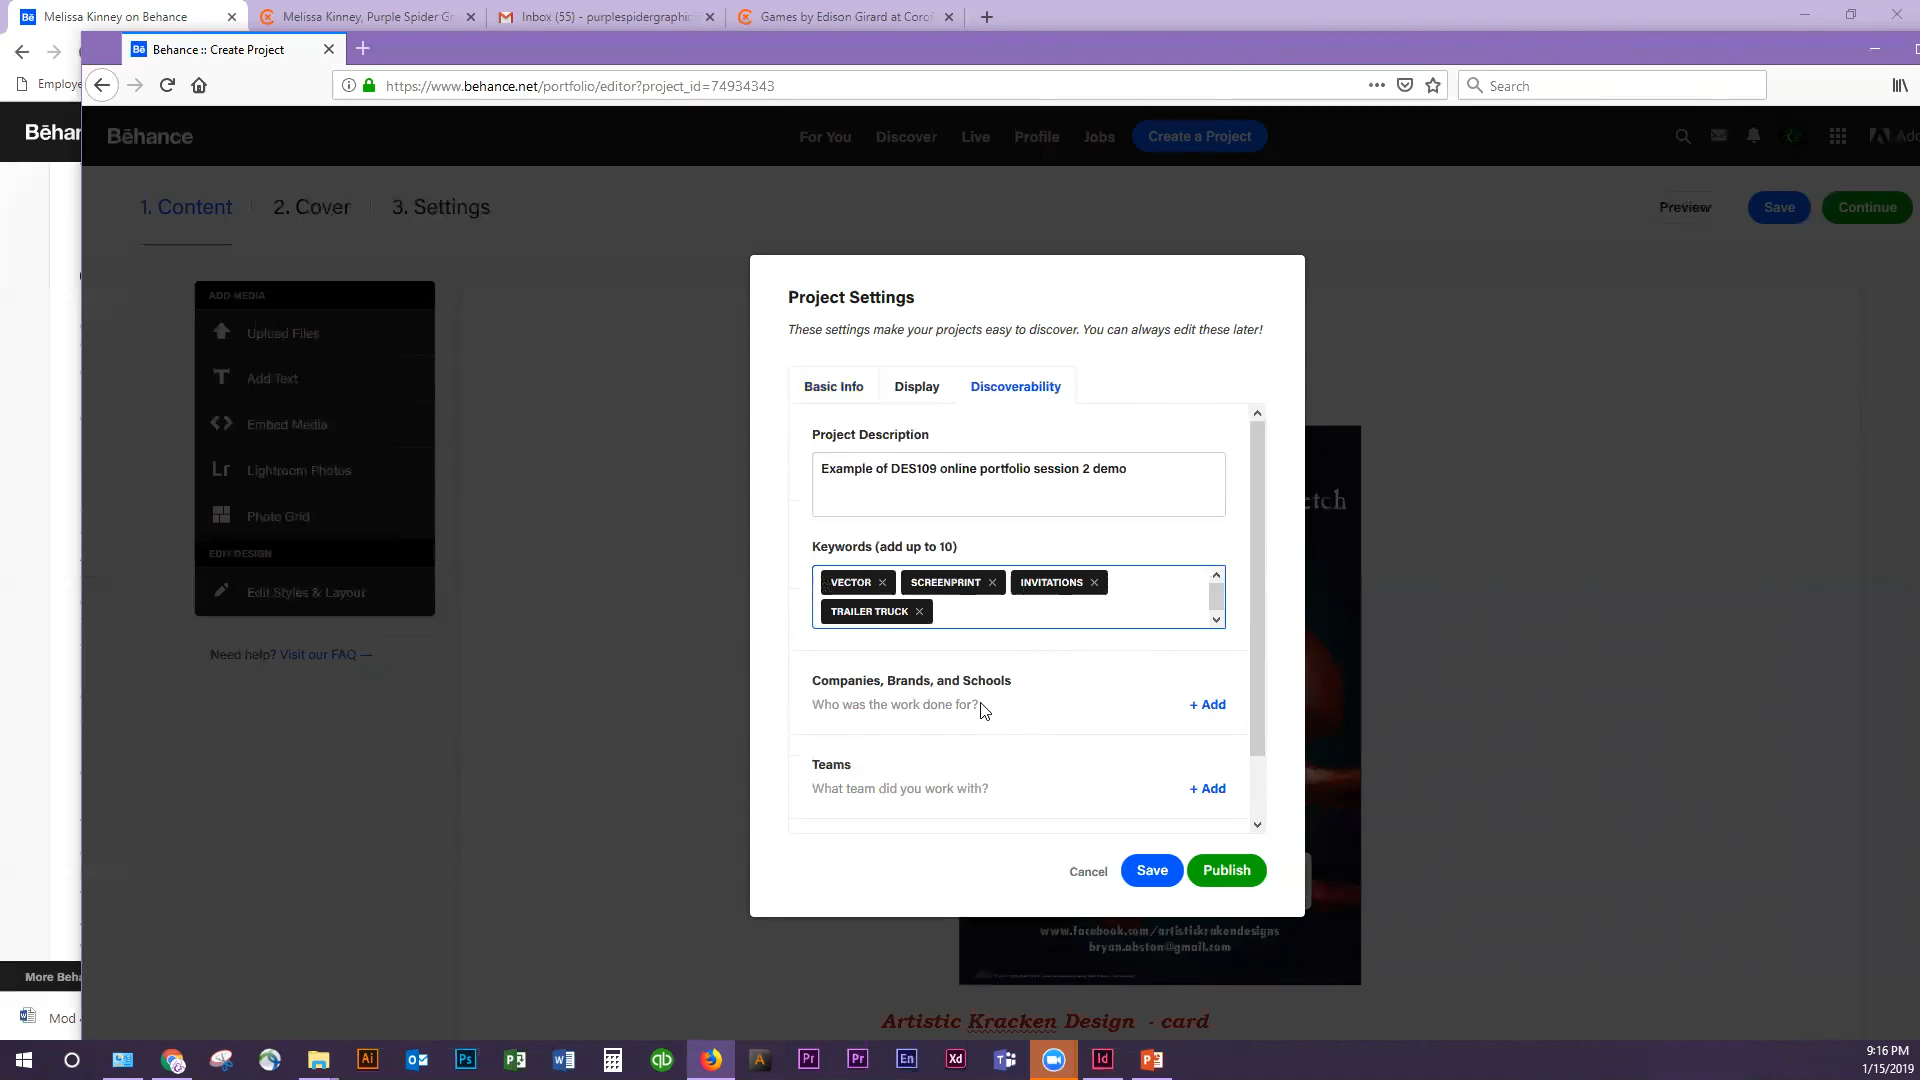 Melissa Kinney on Behance
Melissa Kinney, Purple Spider Gr
Inbox (55) - purplespidergraphic
Games by Edison Girard at Coro
Behance :: Create Project
Employe
https://www.behance.net/portfolio/editor?project_id=74934343
Search
Bēhan
Bēhance
For You
Discover
Live
Profile
Jobs
Create a Project
Ado
1. Content
2. Cover
3. Settings
Preview
Save
Continue
ADD MEDIA
Upload Files
Add Text
Embed Media
Lightroom Photos
Photo Grid
EDIT DESIGN
Edit Styles & Layout
Need help? Visit our FAQ —
Project Settings
These settings make your projects easy to discover. You can always edit these later!
Basic Info
Display
Discoverability
Project Description
Example of DES109 online portfolio session 2 demo
Keywords (add up to 10)
VECTOR
SCREENPRINT
INVITATIONS
TRAILER TRUCK
Companies, Brands, and Schools
Who was the work done for?
+ Add
Teams
What team did you work with?
+ Add
Cancel
Save
Publish
etch
www.facebook.com/artistickrakendesigns
bryan.abston@gmail.com
Artistic Kracken Design - card
More Beha
Mod
9:16 PM
1/15/2019